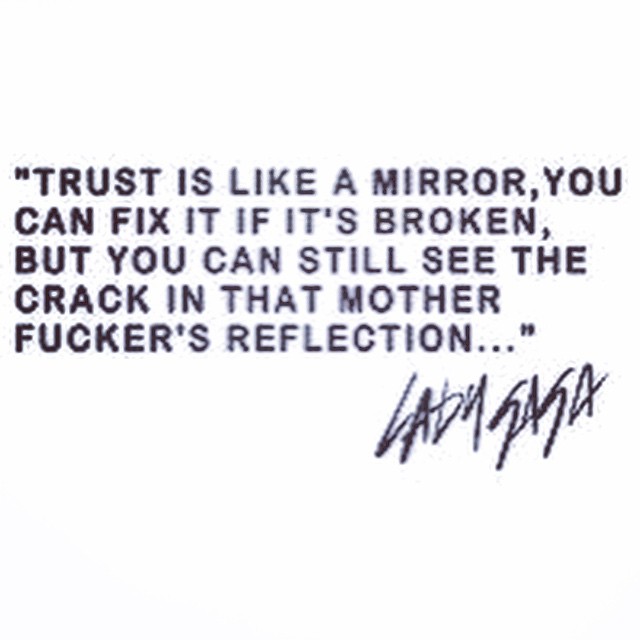 "TRUST IS LIKE A MIRROR,YOU
CAN FIX IT IF IT'S BROKEN,
BUT YOU CAN STILL SEE THE
CRACK IN THAT MOTHER
FUCKER'S REFLECTION..."
LADY GAGA